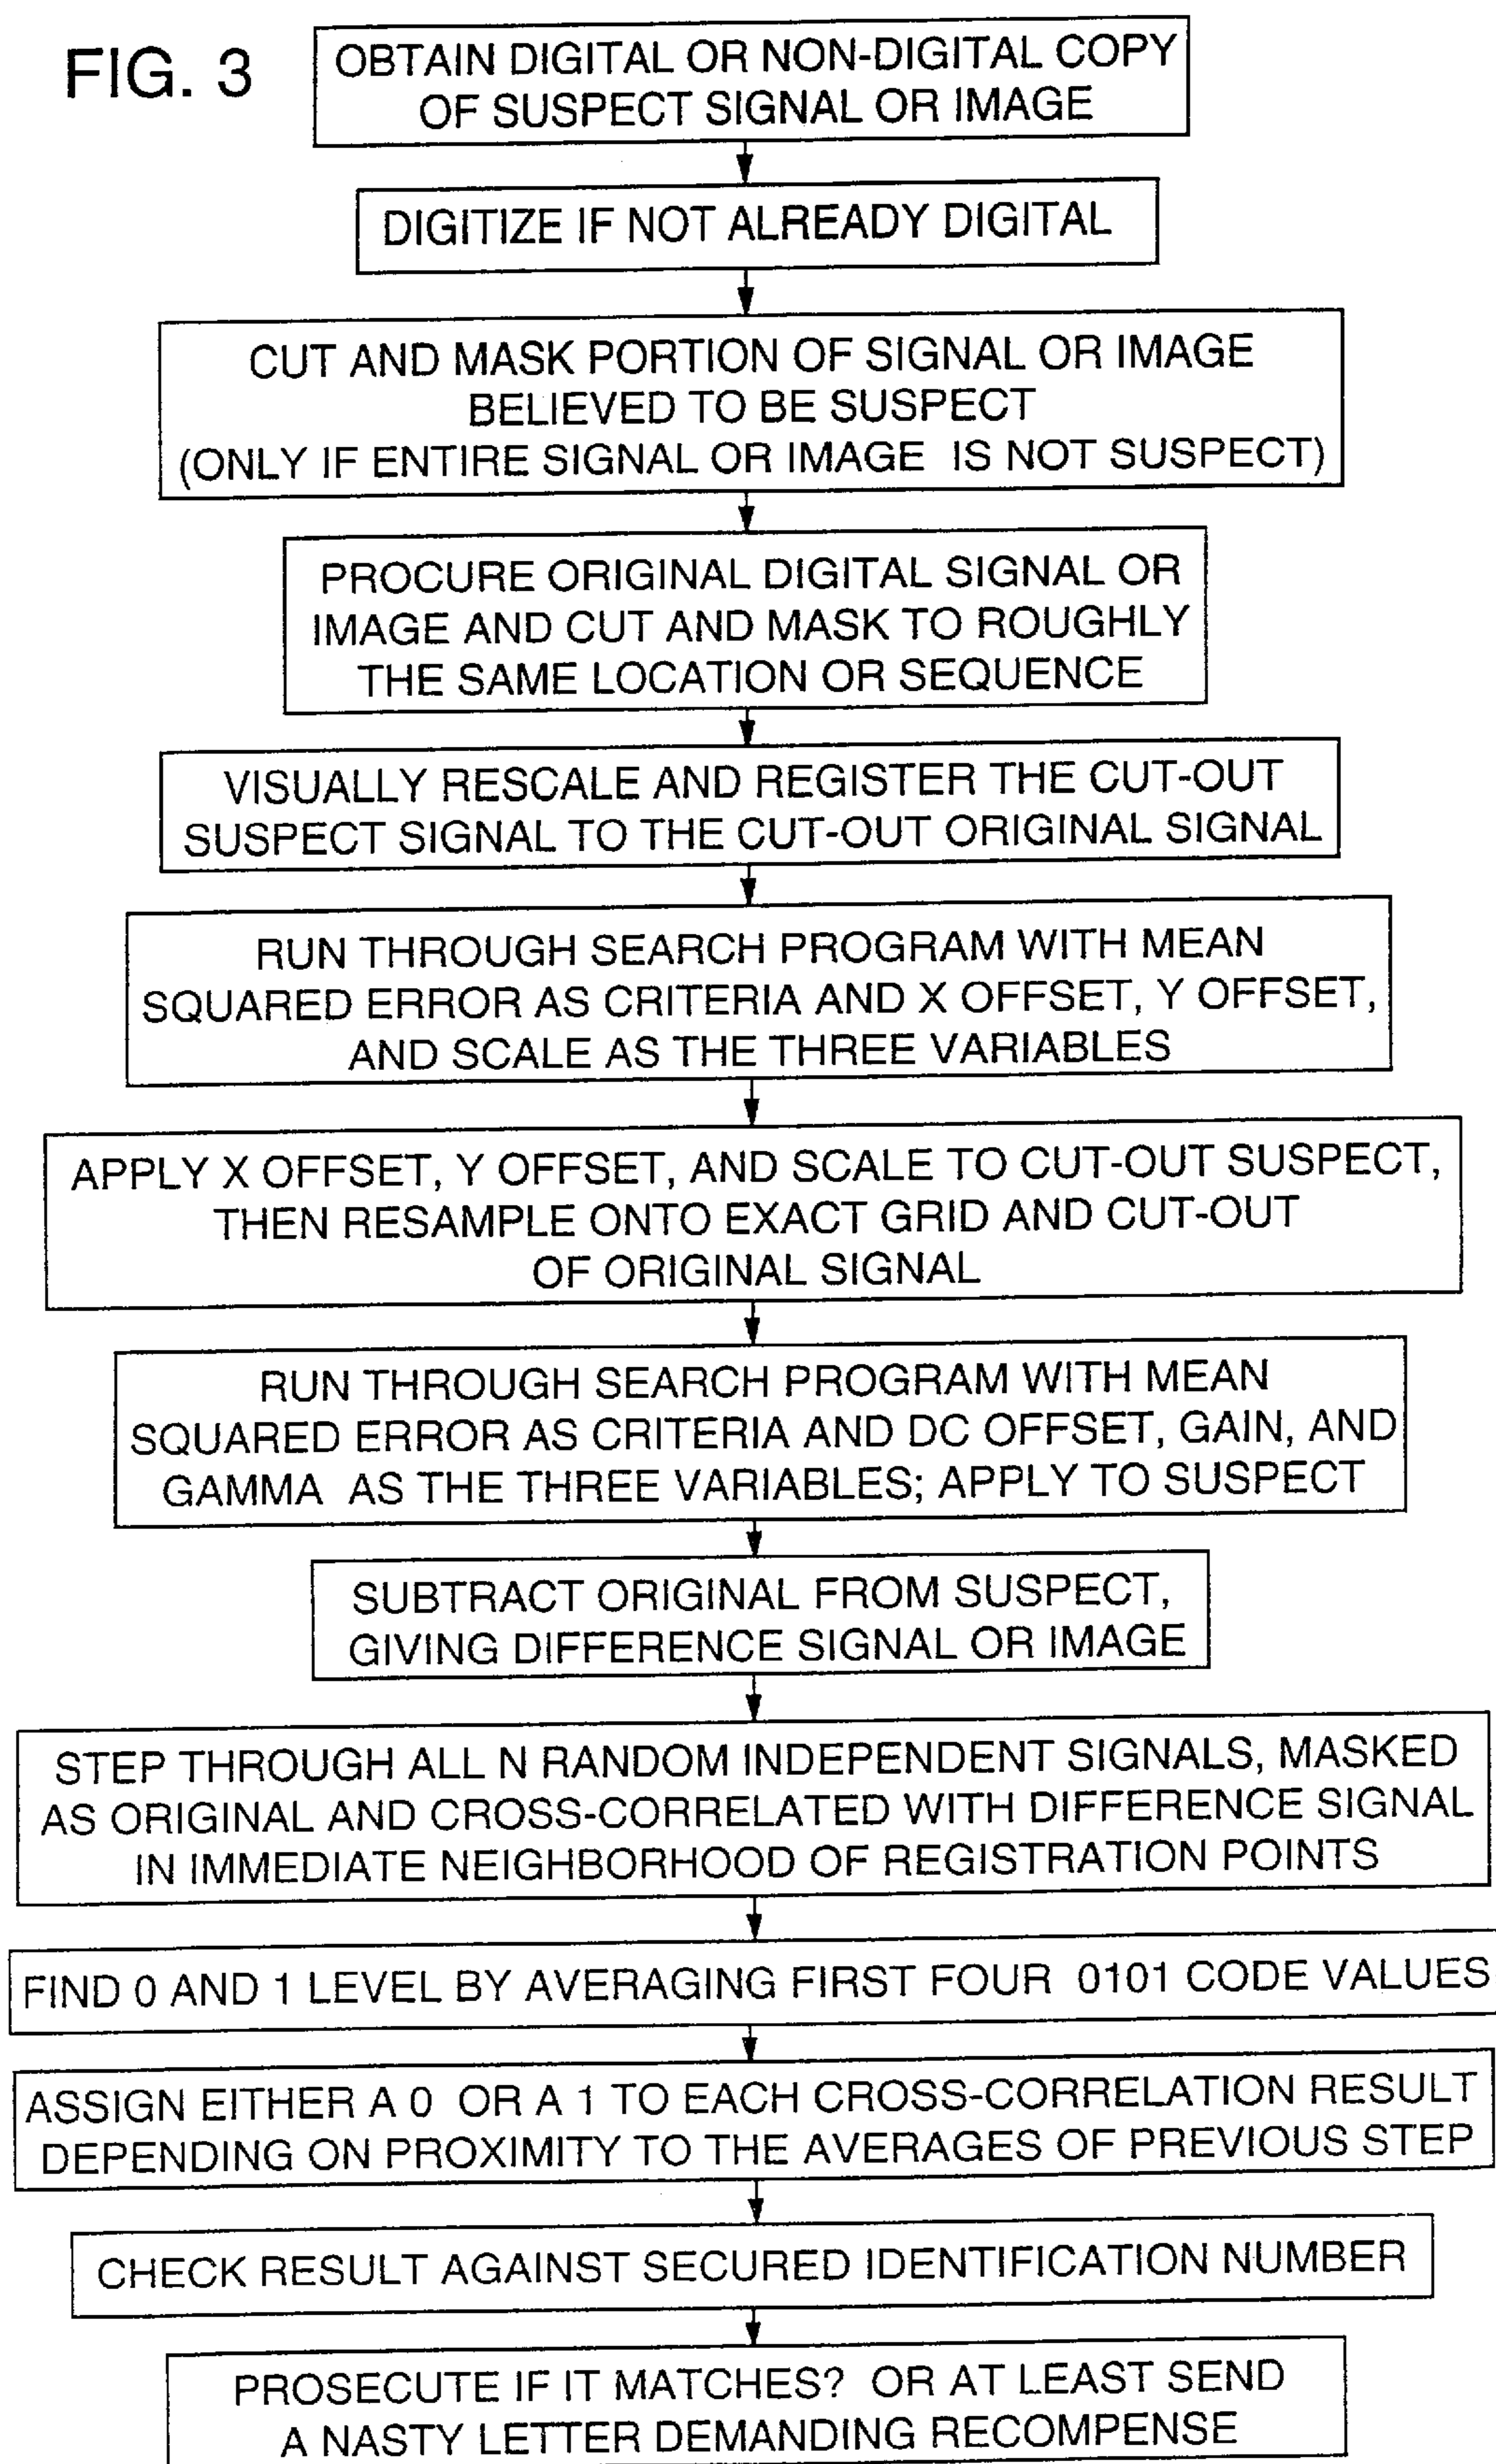 FIG. 3
OBTAIN DIGITAL OR NON-DIGITAL COPY
OF SUSPECT SIGNAL OR IMAGE
DIGITIZE IF NOT ALREADY DIGITAL
CUT AND MASK PORTION OF SIGNAL OR IMAGE
BELIEVED TO BE SUSPECT
(ONLY IF ENTIRE SIGNAL OR IMAGE IS NOT SUSPECT)
PROCURE ORIGINAL DIGITAL SIGNAL OR
IMAGE AND CUT AND MASK TO ROUGHLY
THE SAME LOCATION OR SEQUENCE
VISUALLY RESCALE AND REGISTER THE CUT-OUT
SUSPECT SIGNAL TO THE CUT-OUT ORIGINAL SIGNAL
RUN THROUGH SEARCH PROGRAM WITH MEAN
SQUARED ERROR AS CRITERIA AND X OFFSET, Y OFFSET,
AND SCALE AS THE THREE VARIABLES
APPLY X OFFSET, Y OFFSET, AND SCALE TO CUT-OUT SUSPECT,
THEN RESAMPLE ONTO EXACT GRID AND CUT-OUT
OF ORIGINAL SIGNAL
RUN THROUGH SEARCH PROGRAM WITH MEAN
SQUARED ERROR AS CRITERIA AND DC OFFSET, GAIN, AND
GAMMA AS THE THREE VARIABLES; APPLY TO SUSPECT
SUBTRACT ORIGINAL FROM SUSPECT,
GIVING DIFFERENCE SIGNAL OR IMAGE
STEP THROUGH ALL N RANDOM INDEPENDENT SIGNALS, MASKED
AS ORIGINAL AND CROSS-CORRELATED WITH DIFFERENCE SIGNAL
IN IMMEDIATE NEIGHBORHOOD OF REGISTRATION POINTS
FIND 0 AND 1 LEVEL BY AVERAGING FIRST FOUR 0101 CODE VALUES
ASSIGN EITHER A 0 OR A 1 TO EACH CROSS-CORRELATION RESULT
DEPENDING ON PROXIMITY TO THE AVERAGES OF PREVIOUS STEP
CHECK RESULT AGAINST SECURED IDENTIFICATION NUMBER
PROSECUTE IF IT MATCHES? OR AT LEAST SEND
A NASTY LETTER DEMANDING RECOMPENSE